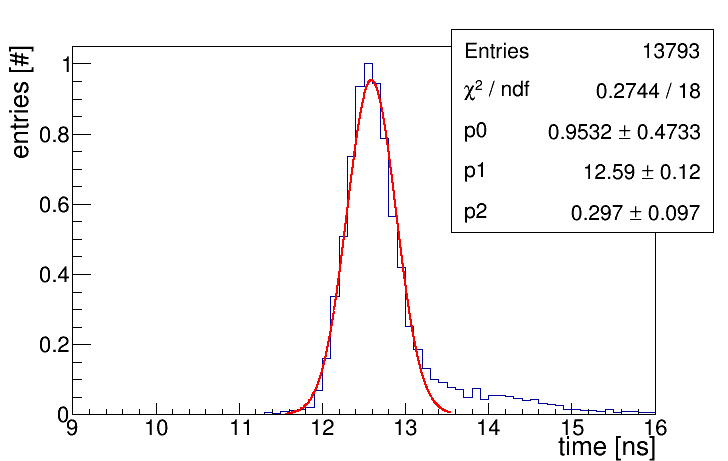 entries [#]
1
0.8
0.6
0.4
0.2
0
9 10 11 12 13 14 15 16
time [ns]
Entries 13793
χ² / ndf 0.2744 / 18
p0 0.9532 ± 0.4733
p1 12.59 ± 0.12
p2 0.297 ± 0.097